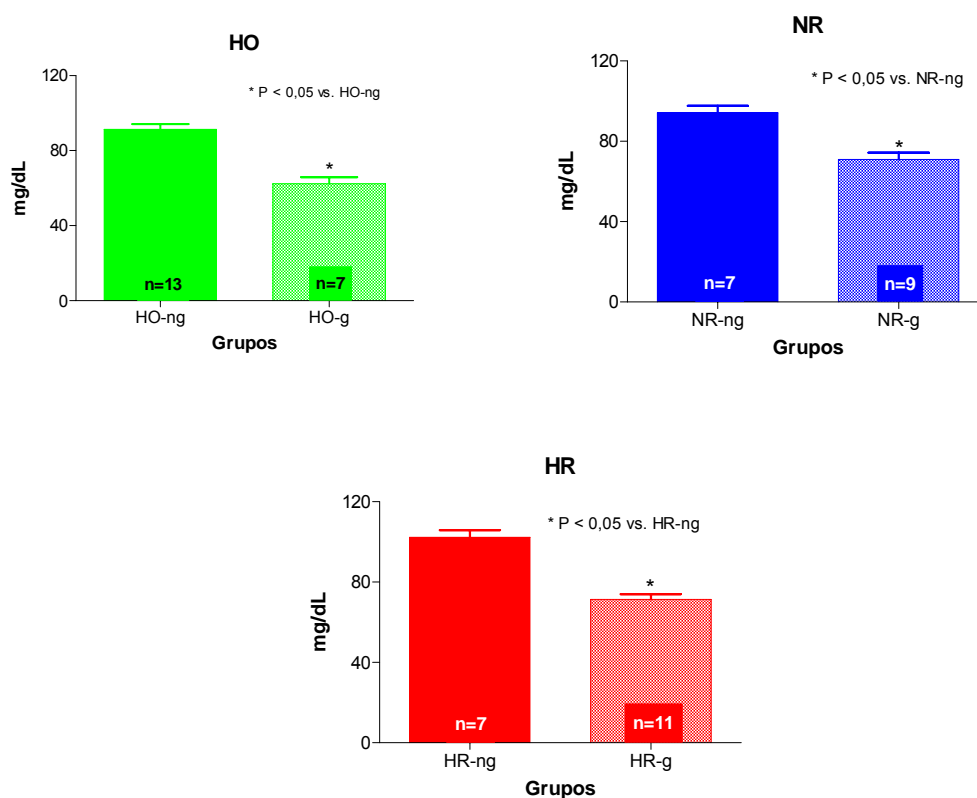 HO
* P < 0,05 vs. HO-ng
120
80
40
0
mg/dL
*
n=13
n=7
HO-ng
HO-g
Grupos
NR
* P < 0,05 vs. NR-ng
120
80
40
0
mg/dL
*
n=7
n=9
NR-ng
NR-g
Grupos
HR
* P < 0,05 vs. HR-ng
120
80
40
0
mg/dL
*
n=7
n=11
HR-ng
HR-g
Grupos